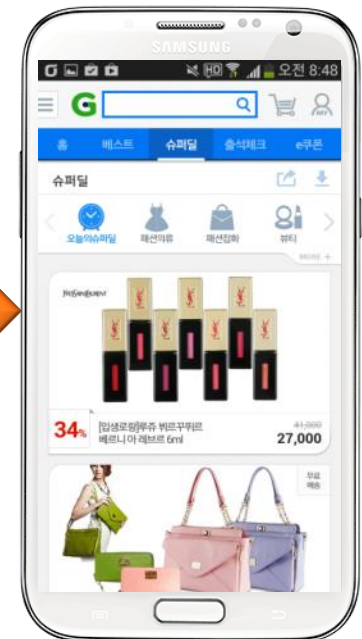 SAMSUNG
HD 오전 8:48
G
MY
홈 베스트 슈퍼딜 출석체크 e쿠폰
슈퍼딜
오늘의슈퍼딜 패션의류 패션잡화 뷰티
MORE +
YVESSAINTLAURENT
34% [입생로랑]루쥬 뷔르꾸뛰르
베르니 아 레브르 6ml
41,000
27,000
무료
배송